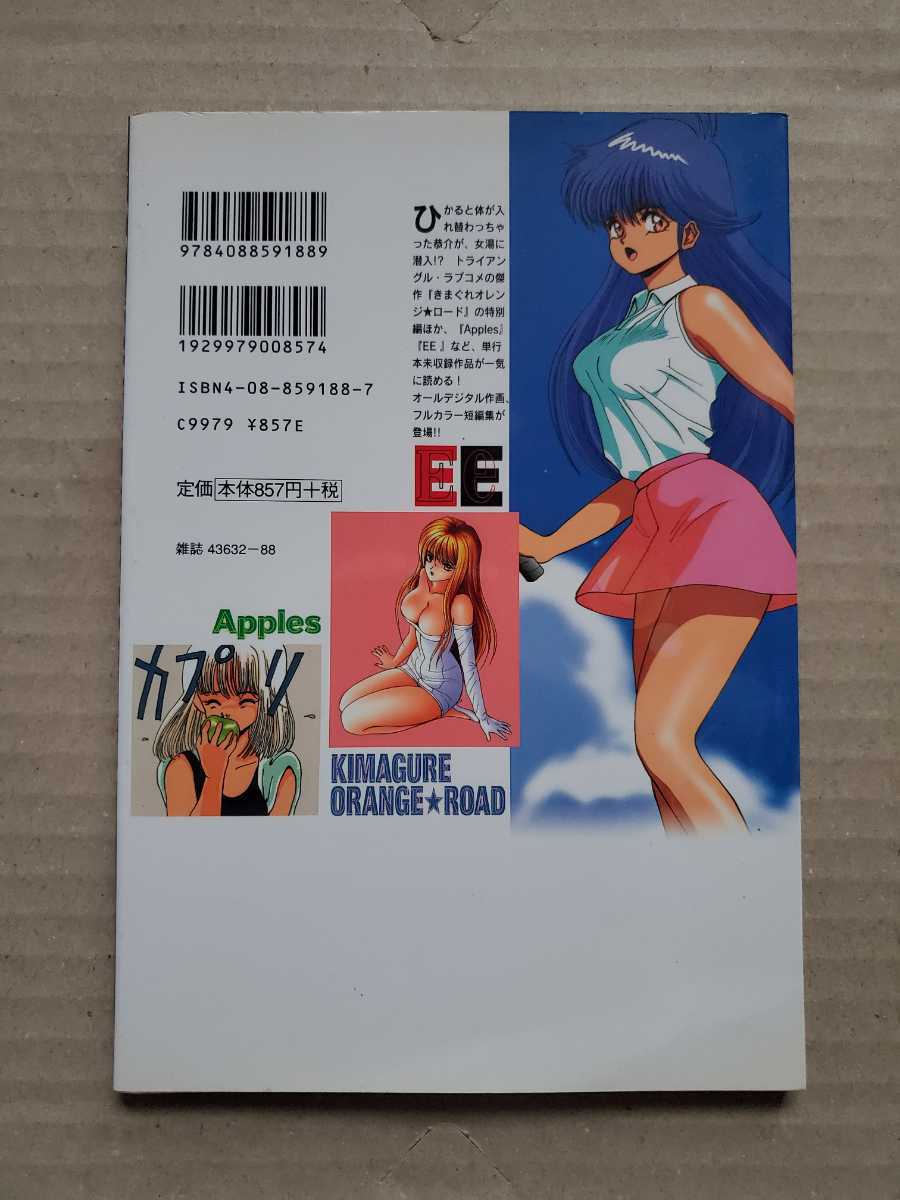 9784088591889
1929979008574
ISBN4-08-859188-7
C9979 ¥857E
定価 本体857円+税
雑誌 43632-88
ひかると体が入
れ替わっちゃ
った恭介が、女湯に
潜入!? トライアン
グル・ラブコメの傑
作『きまぐれオレン
ジ★ロード』の特別
編ほか、『Apples』
『EE』など、単行
本未収録作品が一気
に読める！
オールデジタル作画、
フルカラー短編集が
登場!!
EE
Apples
カプッ
KIMAGURE
ORANGE★ROAD